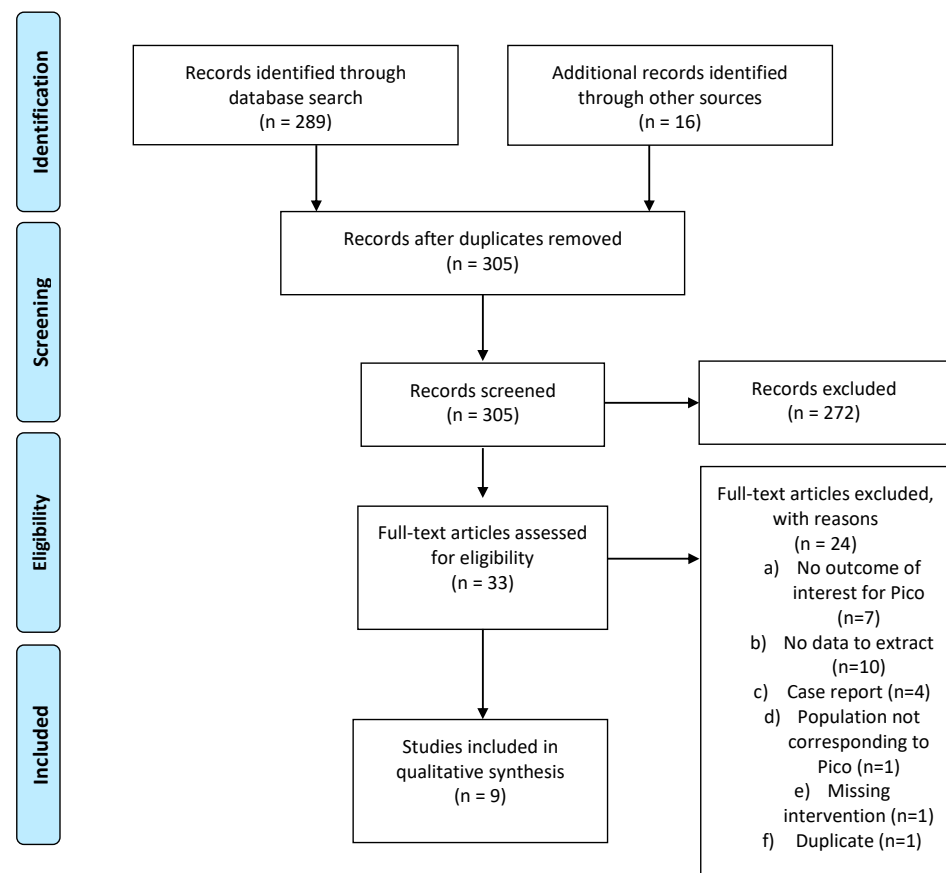 Identification
Records identified through
database search
(n = 289)
Additional records identified
through other sources
(n = 16)
Screening
Records after duplicates removed
(n = 305)
Records screened
(n = 305)
Records excluded
(n = 272)
Eligibility
Full-text articles assessed
for eligibility
(n = 33)
Full-text articles excluded,
with reasons
(n = 24)
a) No outcome of
interest for Pico
(n=7)
b) No data to extract
(n=10)
c) Case report (n=4)
d) Population not
corresponding to
Pico (n=1)
e) Missing
intervention (n=1)
f) Duplicate (n=1)
Included
Studies included in
qualitative synthesis
(n = 9)